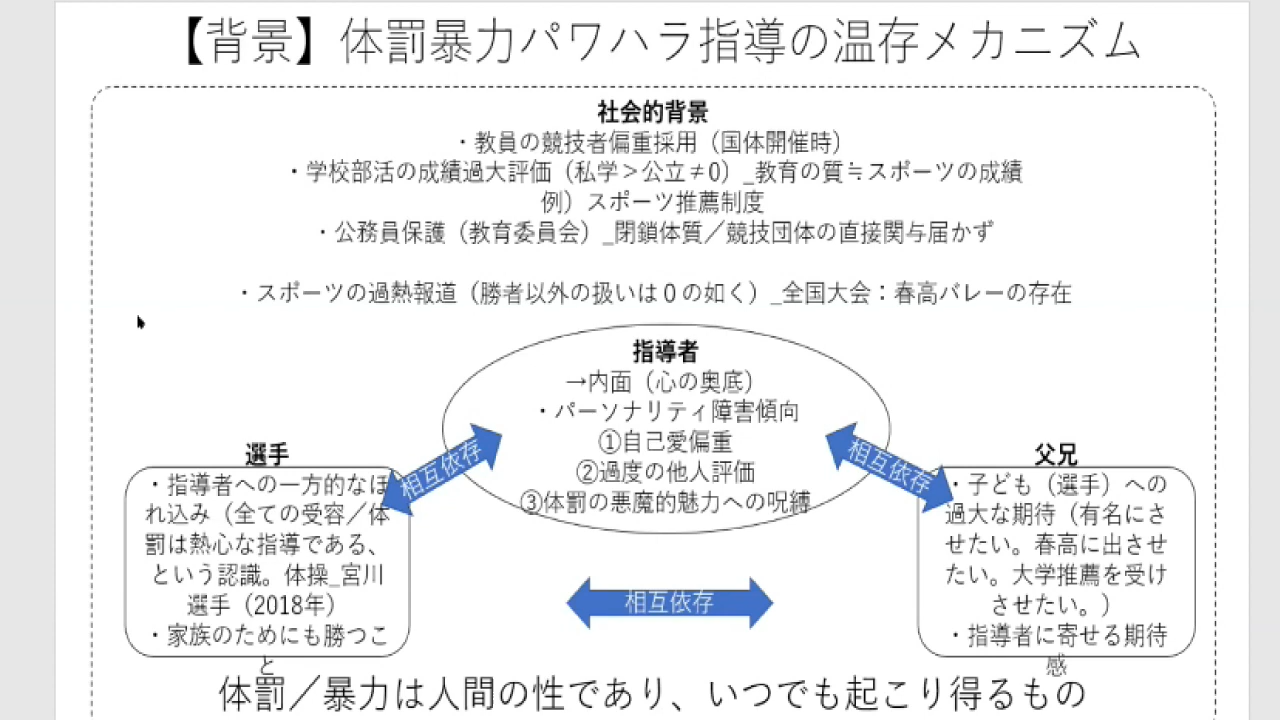 【背景】体罰暴力パワハラ指導の温存メカニズム
社会的背景
・教員の競技者偏重採用（国体開催時）
・学校部活の成績過大評価（私学＞公立≠0）_教育の質≒スポーツの成績
例）スポーツ推薦制度
・公務員保護（教育委員会）_閉鎖体質／競技団体の直接関与届かず
・スポーツの過熱報道（勝者以外の扱いは０の如く）_全国大会：春高バレーの存在
指導者
→内面（心の奥底）
・パーソナリティ障害傾向
①自己愛偏重
②過度の他人評価
③体罰の悪魔的魅力への呪縛
相互依存
相互依存
選手
・指導者への一方的なほ
れ込み（全ての受容／体
罰は熱心な指導である、
という認識。体操_宮川
選手（2018年）
・家族のためにも勝つこ
と
父兄
・子ども（選手）への
過大な期待（有名にさ
せたい。春高に出させ
たい。大学推薦を受け
させたい。）
・指導者に寄せる期待
感
相互依存
体罰／暴力は人間の性であり、いつでも起こり得るもの